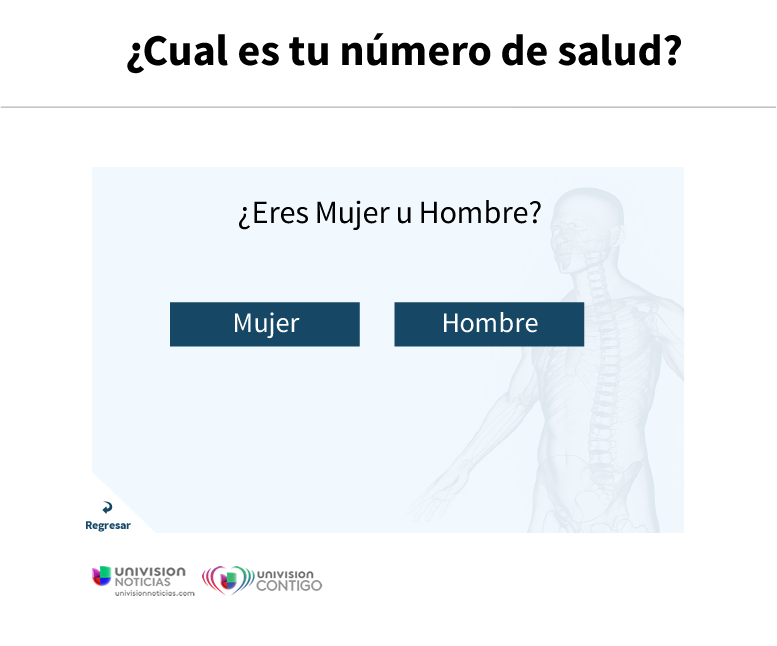 ¿Cual es tu número de salud?
¿Eres Mujer u Hombre?
Mujer
Hombre
Regresar
UNIVISION
NOTICIAS
univisionnoticias.com
UNIVISION
CONTIGO